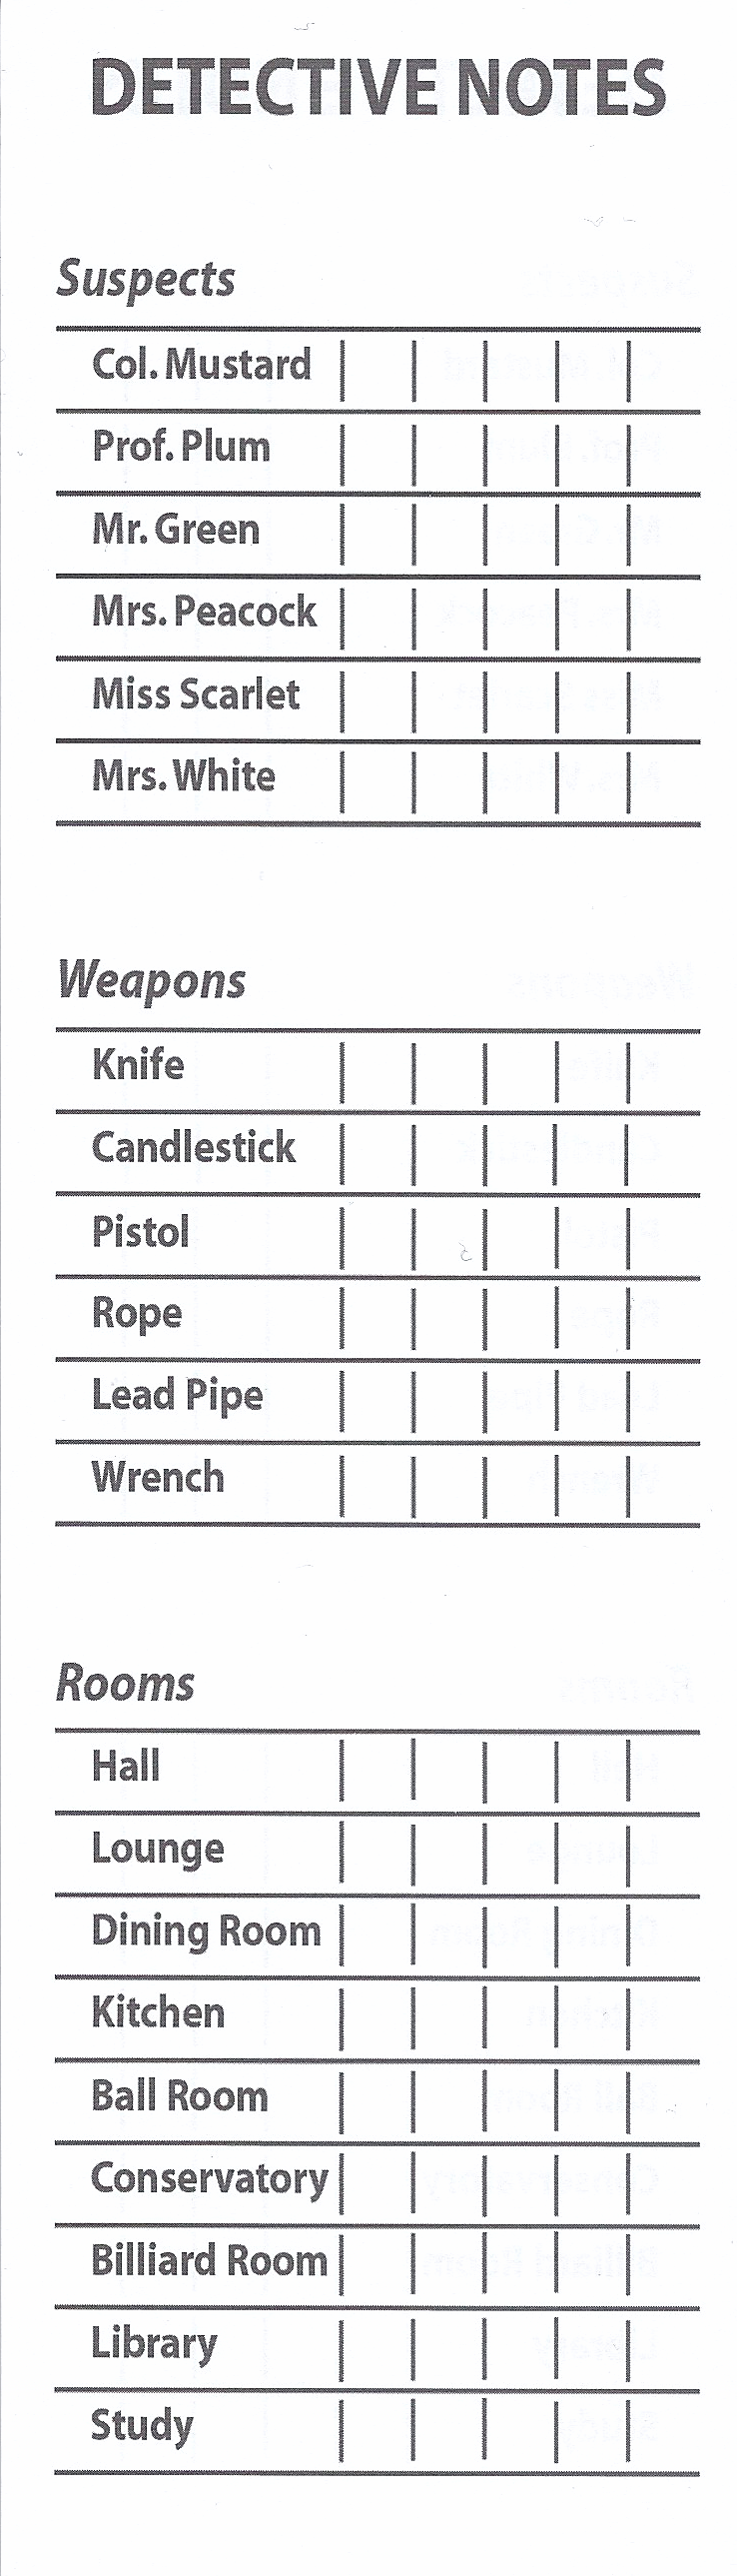 DETECTIVE NOTES
Suspects
Col. Mustard
Prof. Plum
Mr. Green
Mrs. Peacock
Miss Scarlet
Mrs. White
Weapons
Knife
Candlestick
Pistol
Rope
Lead Pipe
Wrench
Rooms
Hall
Lounge
Dining Room
Kitchen
Ball Room
Conservatory
Billiard Room
Library
Study